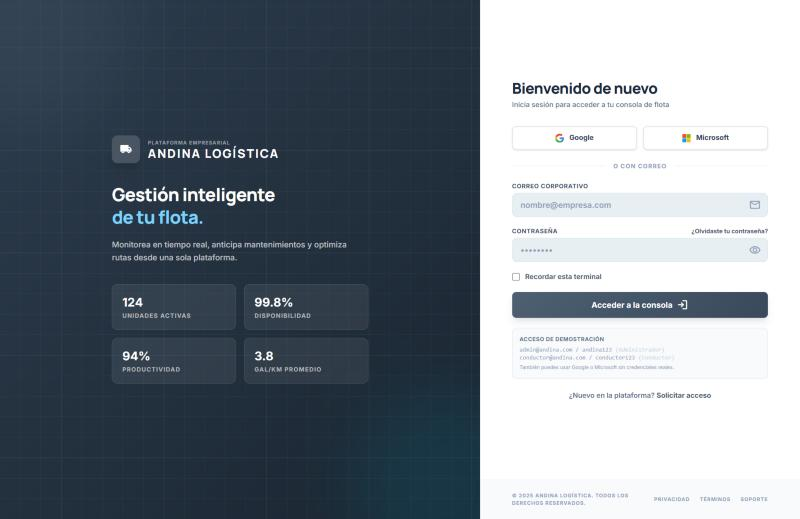 PLATAFORMA EMPRESARIAL
ANDINA LOGÍSTICA
Gestión inteligente
de tu flota.
Monitorea en tiempo real, anticipa mantenimientos y optimiza
rutas desde una sola plataforma.
124
UNIDADES ACTIVAS
99.8%
DISPONIBILIDAD
94%
PRODUCTIVIDAD
3.8
GAL/KM PROMEDIO
Bienvenido de nuevo
Inicia sesión para acceder a tu consola de flota
Google
Microsoft
O CON CORREO
CORREO CORPORATIVO
nombre@empresa.com
CONTRASEÑA
¿Olvidaste tu contraseña?
••••••••
Recordar esta terminal
Acceder a la consola
ACCESO DE DEMOSTRACIÓN
admin@andina.com / andina123 (Administrador)
conductor@andina.com / conductor123 (Conductor)
También puedes usar Google o Microsoft sin credenciales reales.
¿Nuevo en la plataforma? Solicitar acceso
© 2025 ANDINA LOGÍSTICA. TODOS LOS
DERECHOS RESERVADOS.
PRIVACIDAD
TÉRMINOS
SOPORTE